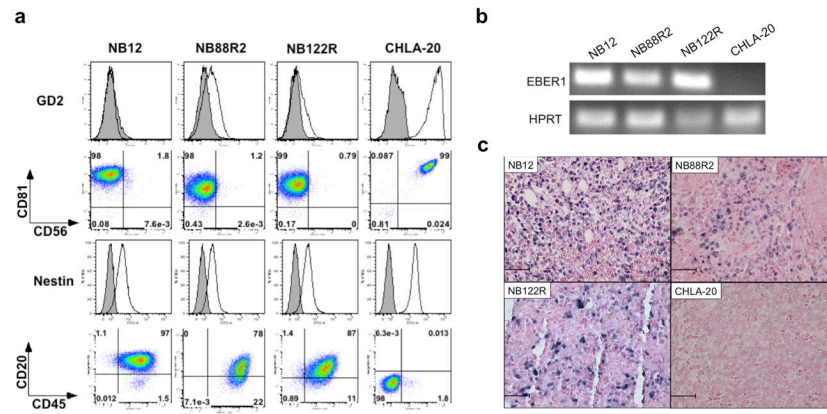 a
NB12 NB88R2 NB122R CHLA-20
GD2
98 1.8 98 1.2 99 0.79 0.087 99
CD81
0.08 7.6e-3 0.43 2.6e-3 0.17 0 0.81 0.024
CD56
Nestin
1.1 97 0 78 1.4 87 6.3e-3 0.013
CD20
0.012 1.5 7.1e-3 22 0.89 11 98 1.8
CD45
b
NB12 NB88R2 NB122R CHLA-20
EBER1
HPRT
c
NB12 NB88R2
NB122R CHLA-20